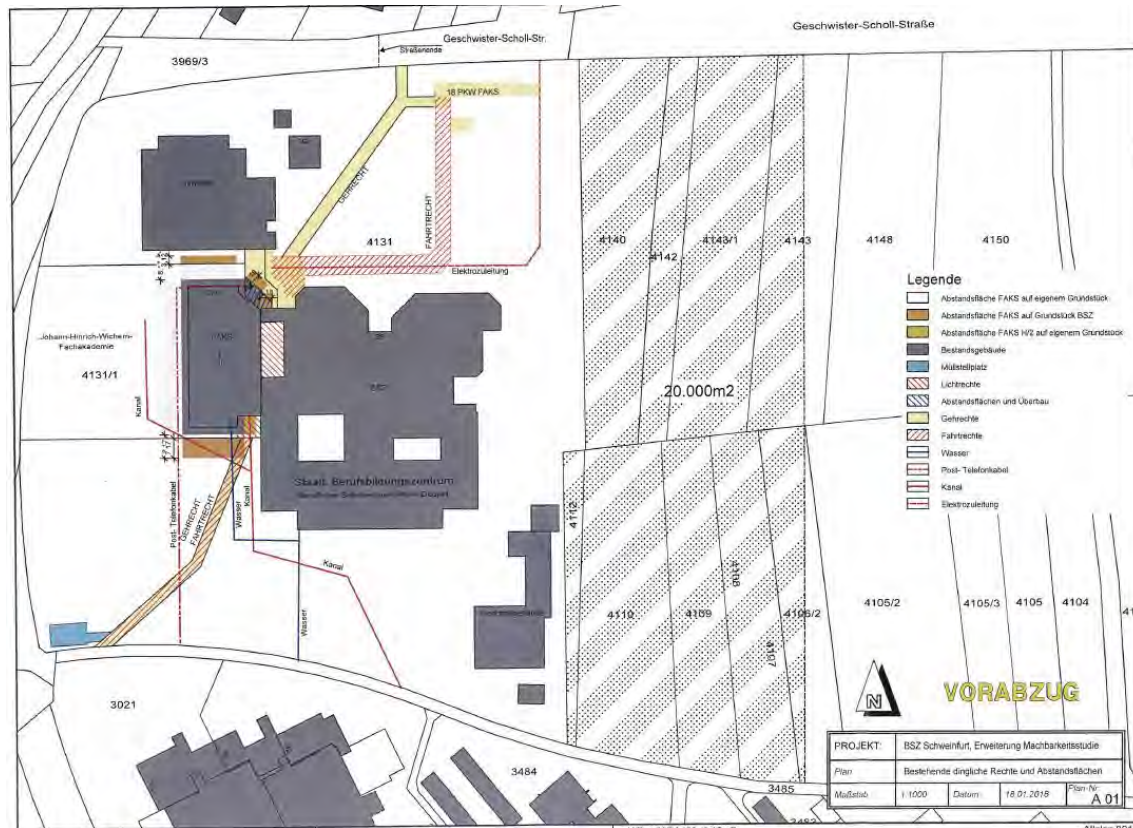 Geschwister-Scholl-Straße
Geschwister-Scholl-Str.
Straßenende
3969/3
18 PKW FAKS
GEHRECHT
FAHRTRECHT
4131
Elektrozuleitung
4140
4142
4143/1
4143
4148
4150
Johann-Hinrich-Wichern-
Fachakademie
4131/1
Kanal
FAKS
20.000m2
Staatl. Berufsbildungszentrum
Post- Telefonkabel
GEHRECHT
FAHRTRECHT
Wasser
Kanal
Kanal
Wasser
4112
4110
4109
4108
4107
4105/2
4105/3
4105
4104
3021
3484
3485
Legende
Abstandsfläche FAKS auf eigenem Grundstück
Abstandsfläche FAKS auf Grundstück BSZ
Abstandsfläche FAKS H/2 auf eigenem Grundstück
Bestandsgebäude
Müllstellplatz
Lichtrechte
Abstandsflächen und Überbau
Gehrechte
Fahrtrechte
Wasser
Post- Telefonkabel
Kanal
Elektrozuleitung
N
VORABZUG
PROJEKT: BSZ Schweinfurt, Erweiterung Machbarkeitsstudie
Plan Bestehende dingliche Rechte und Abstandsflächen
Maßstab 1:1000 Datum 16.01.2018 Plan-Nr. A 01